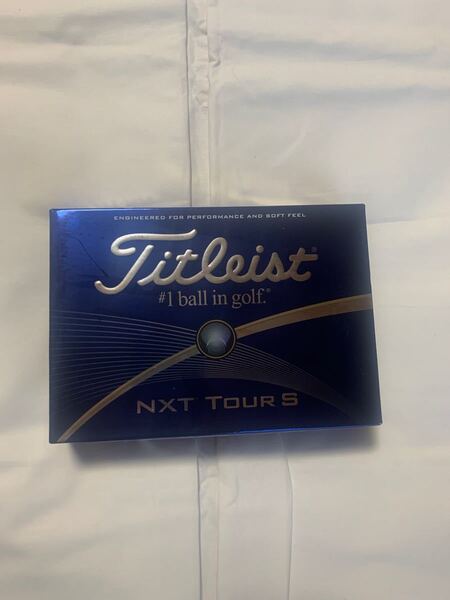 ENGINEERED FOR PERFORMANCE AND SOFT FEEL
Titleist®
#1 ball in golf.®
NXT TOUR S